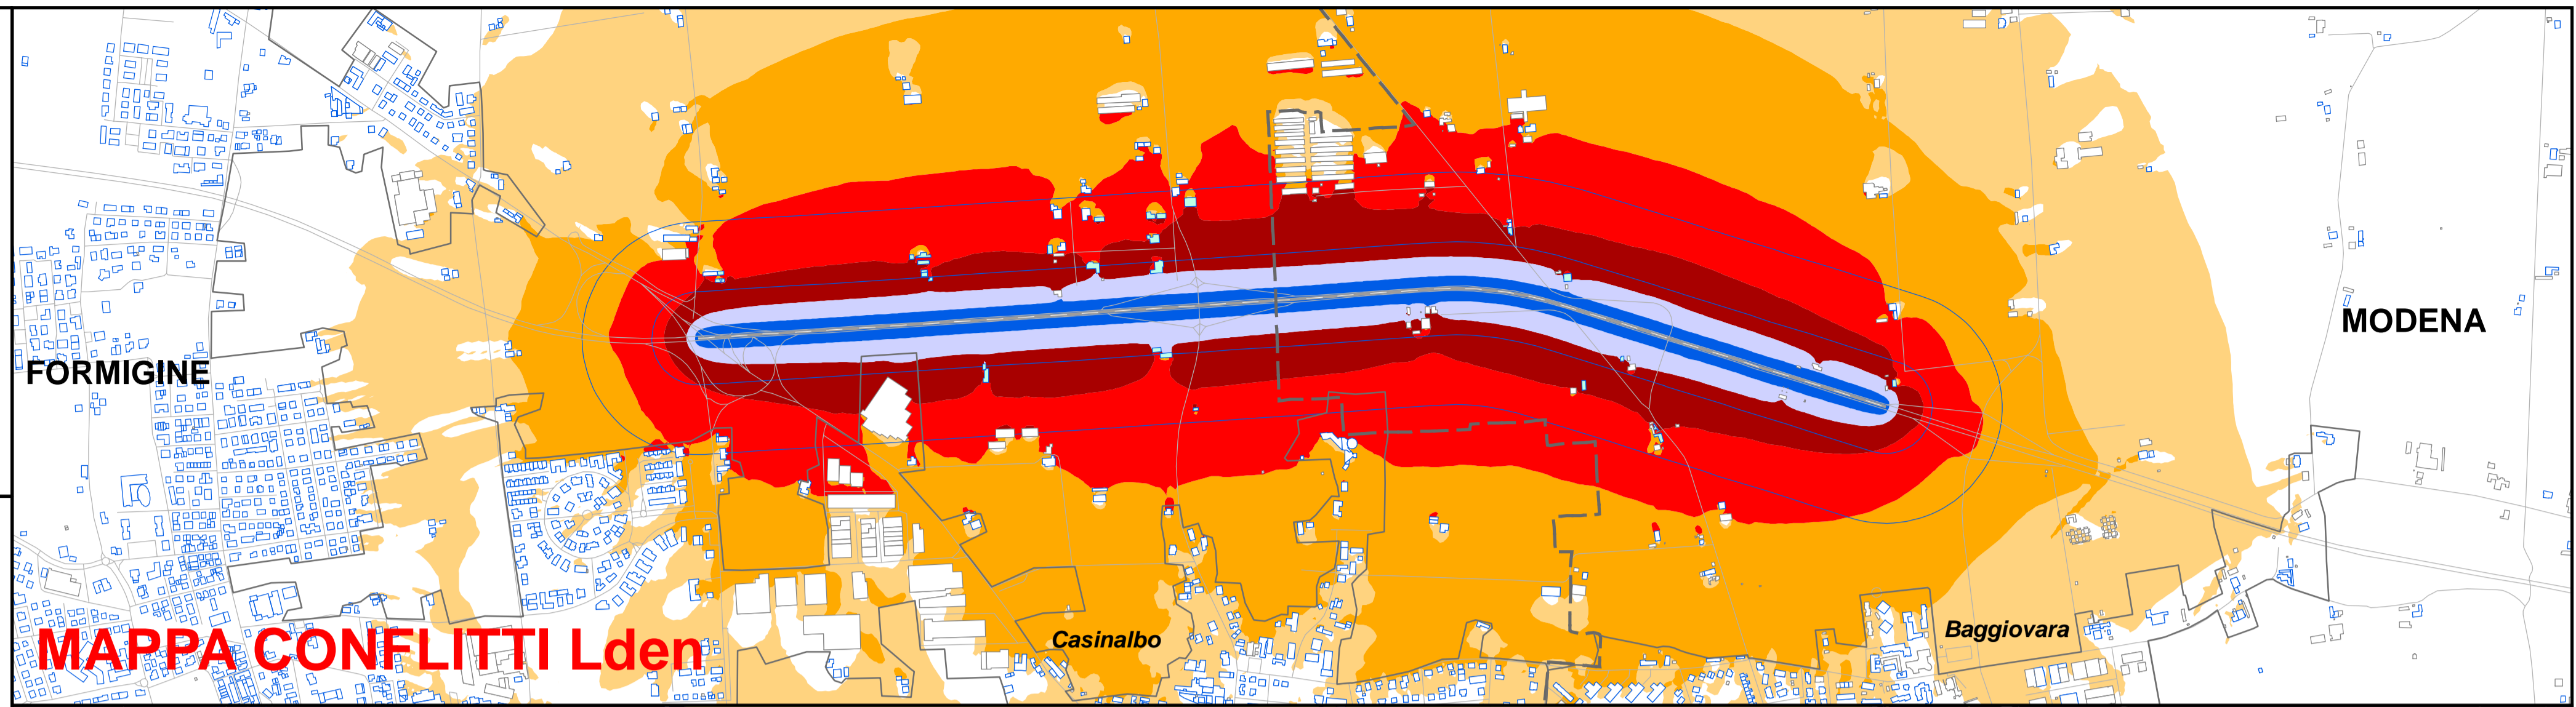 MODENA
FORMIGINE
Baggiovara
Casinalbo
MAPPA CONFLITTI Lden